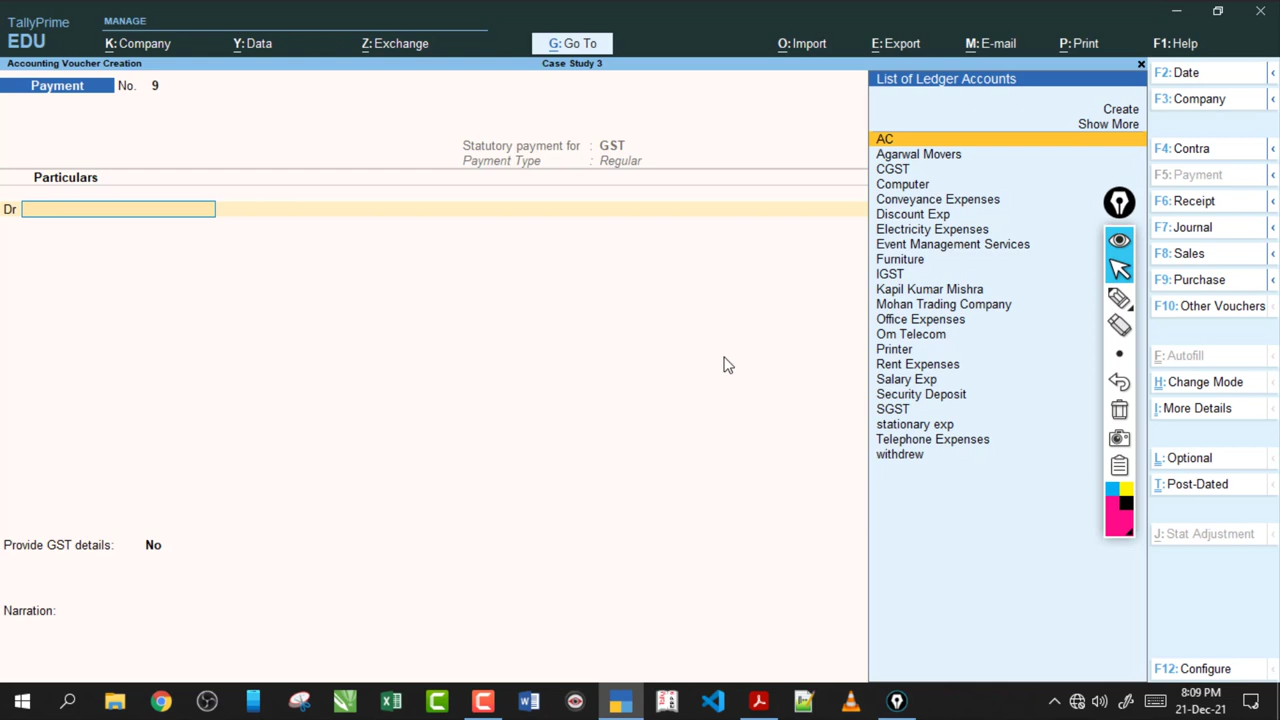 TallyPrime
EDU
MANAGE
K: Company
Y: Data
Z: Exchange
G: Go To
O: Import
E: Export
M: E-mail
P: Print
F1: Help
Accounting Voucher Creation
Case Study 3
Payment No. 9
Statutory payment for : GST
Payment Type : Regular
Particulars
Dr
Provide GST details: No
Narration:
List of Ledger Accounts
Create
Show More
AC
Agarwal Movers
CGST
Computer
Conveyance Expenses
Discount Exp
Electricity Expenses
Event Management Services
Furniture
IGST
Kapil Kumar Mishra
Mohan Trading Company
Office Expenses
Om Telecom
Printer
Rent Expenses
Salary Exp
Security Deposit
SGST
stationary exp
Telephone Expenses
withdrew
F2: Date
F3: Company
F4: Contra
F5: Payment
F6: Receipt
F7: Journal
F8: Sales
F9: Purchase
F10: Other Vouchers
F: Autofill
H: Change Mode
I: More Details
L: Optional
T: Post-Dated
J: Stat Adjustment
F12: Configure
8:09 PM
21-Dec-21